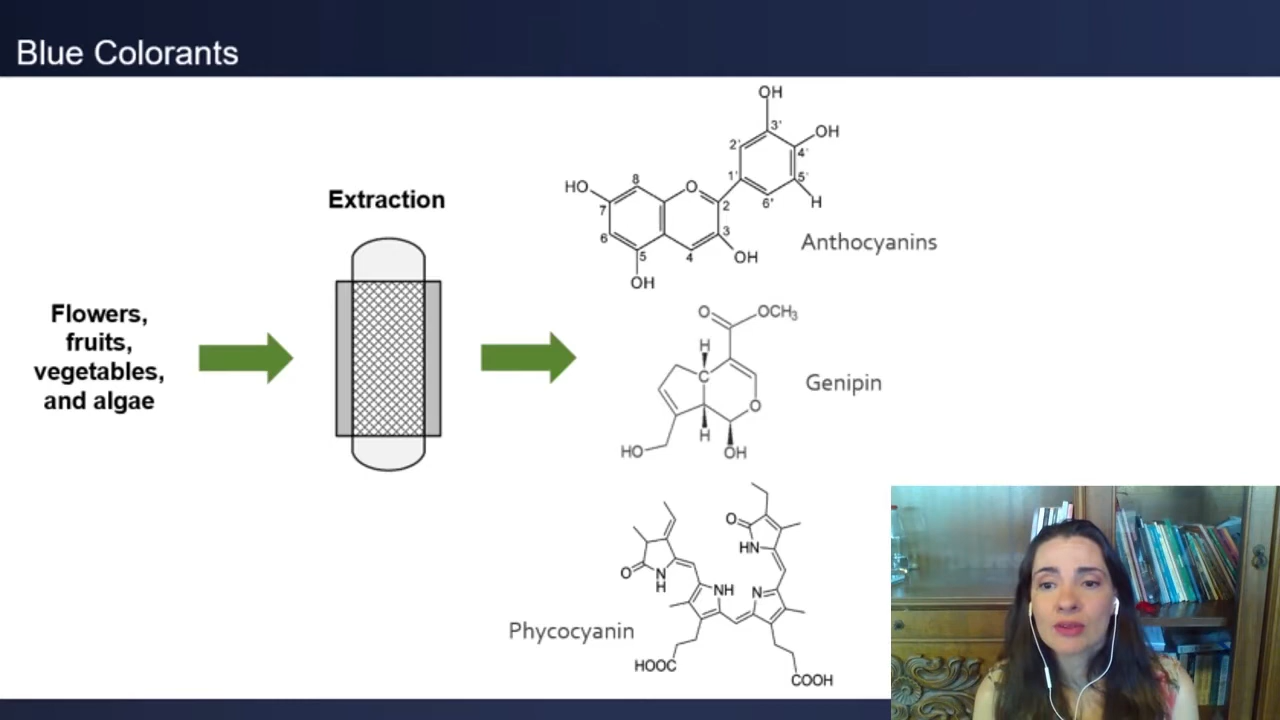 Blue Colorants
Extraction
Flowers,
fruits,
vegetables,
and algae
OH
3'
OH
2'
4'
1'
5'
6'
H
HO
8
O
7
2
6
3
5
4
OH
OH
Anthocyanins
O
OCH3
H
C
O
H
HO
OH
Genipin
O
HN
O
N
H
NH
N
Phycocyanin
HOOC
COOH